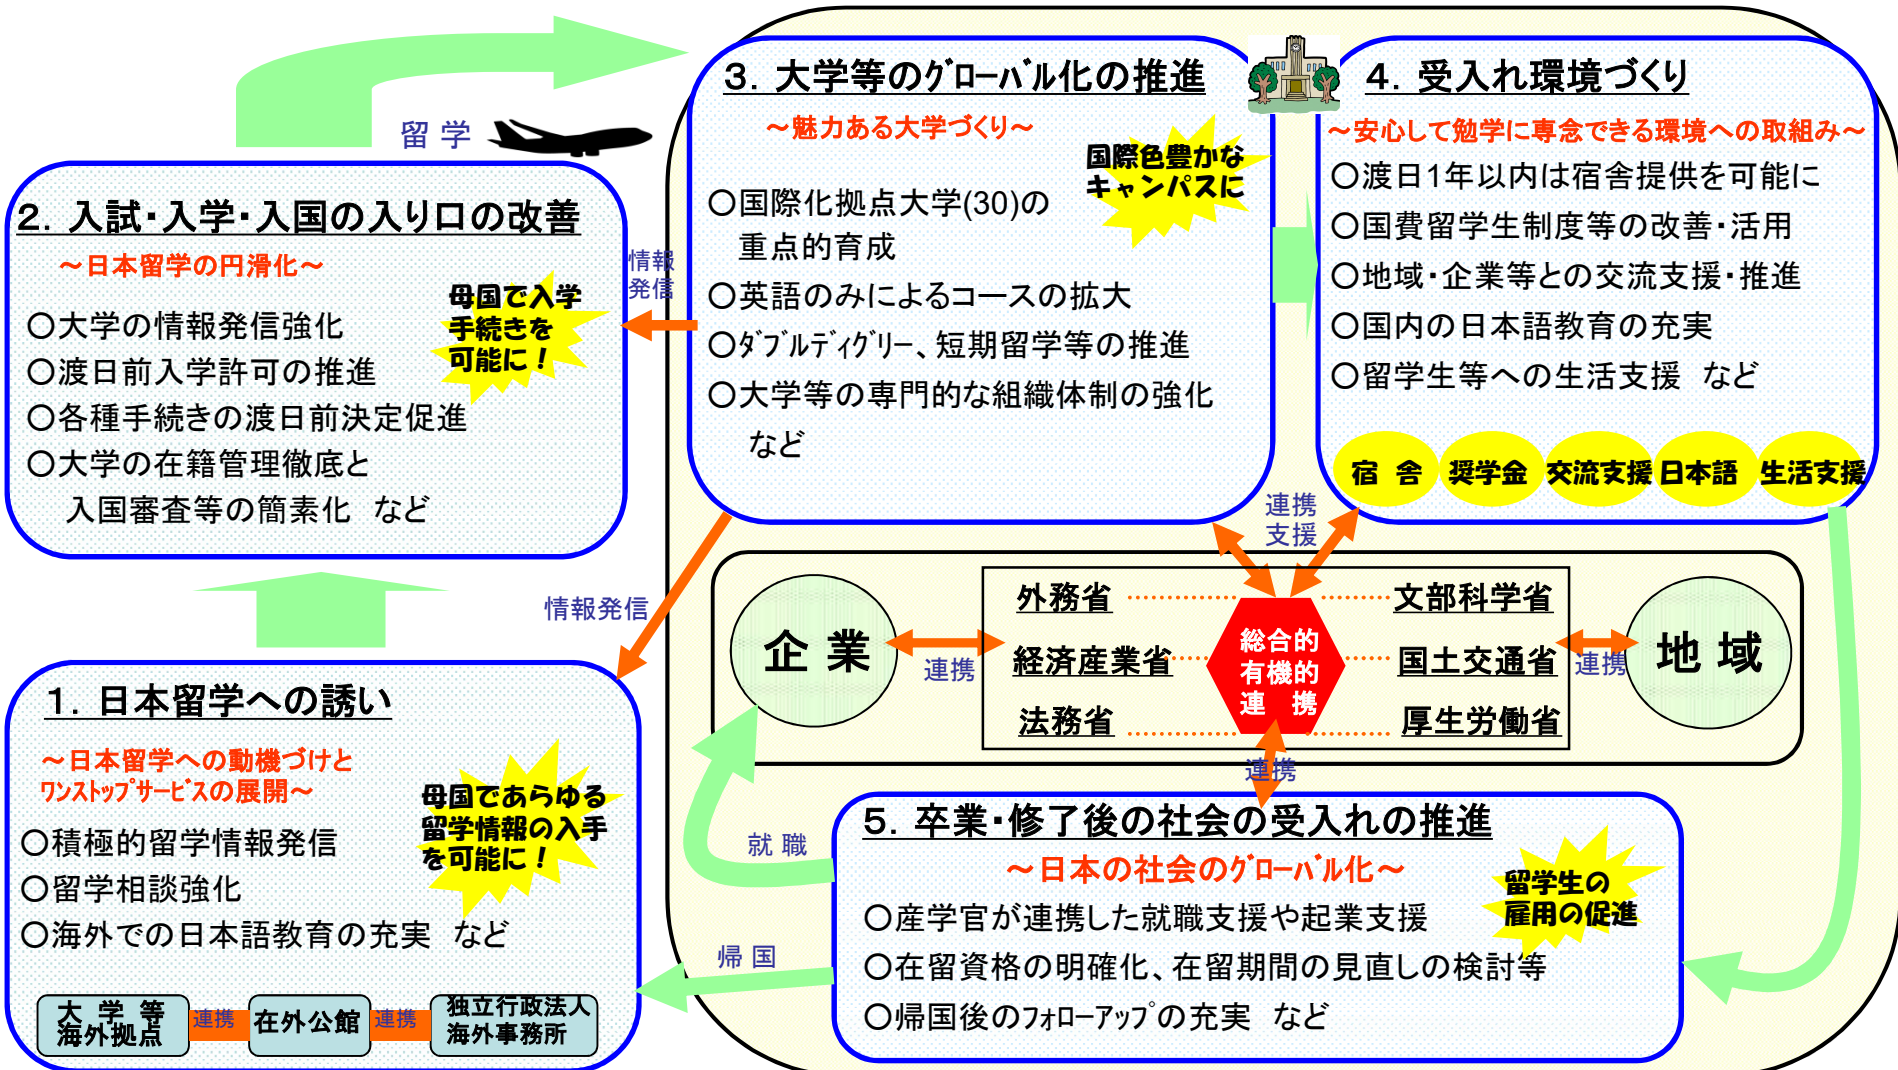 留 学
2．入試・入学・入国の入り口の改善
～日本留学の円滑化～
母国で入学
手続きを
可能に！
○大学の情報発信強化
○渡日前入学許可の推進
○各種手続きの渡日前決定促進
○大学の在籍管理徹底と
入国審査等の簡素化 など
3．大学等のｸﾞﾛｰﾊﾞﾙ化の推進
～魅力ある大学づくり～
国際色豊かな
キャンパスに
○国際化拠点大学(30)の
重点的育成
○英語のみによるコースの拡大
○ﾀﾞﾌﾞﾙﾃﾞｨｸﾞﾘｰ、短期留学等の推進
○大学等の専門的な組織体制の強化
など
4．受入れ環境づくり
～安心して勉学に専念できる環境への取組み～
○渡日1年以内は宿舎提供を可能に
○国費留学生制度等の改善・活用
○地域・企業等との交流支援・推進
○国内の日本語教育の充実
○留学生等への生活支援 など
宿 舎
奨学金
交流支援
日本語
生活支援
情報
発信
情報発信
連携
支援
企 業
連携
外務省
経済産業省
法務省
総合的
有機的
連 携
文部科学省
国土交通省
厚生労働省
連携
地 域
連携
1．日本留学への誘い
～日本留学への動機づけと
ﾜﾝｽﾄｯﾌﾟｻｰﾋﾞｽの展開～
母国であらゆる
留学情報の入手
を可能に！
○積極的留学情報発信
○留学相談強化
○海外での日本語教育の充実 など
大 学 等
海外拠点
連携
在外公館
連携
独立行政法人
海外事務所
就 職
帰 国
5．卒業・修了後の社会の受入れの推進
～日本の社会のｸﾞﾛｰﾊﾞﾙ化～
留学生の
雇用の促進
○産学官が連携した就職支援や起業支援
○在留資格の明確化、在留期間の見直しの検討等
○帰国後のﾌｫﾛｰｱｯﾌﾟの充実 など